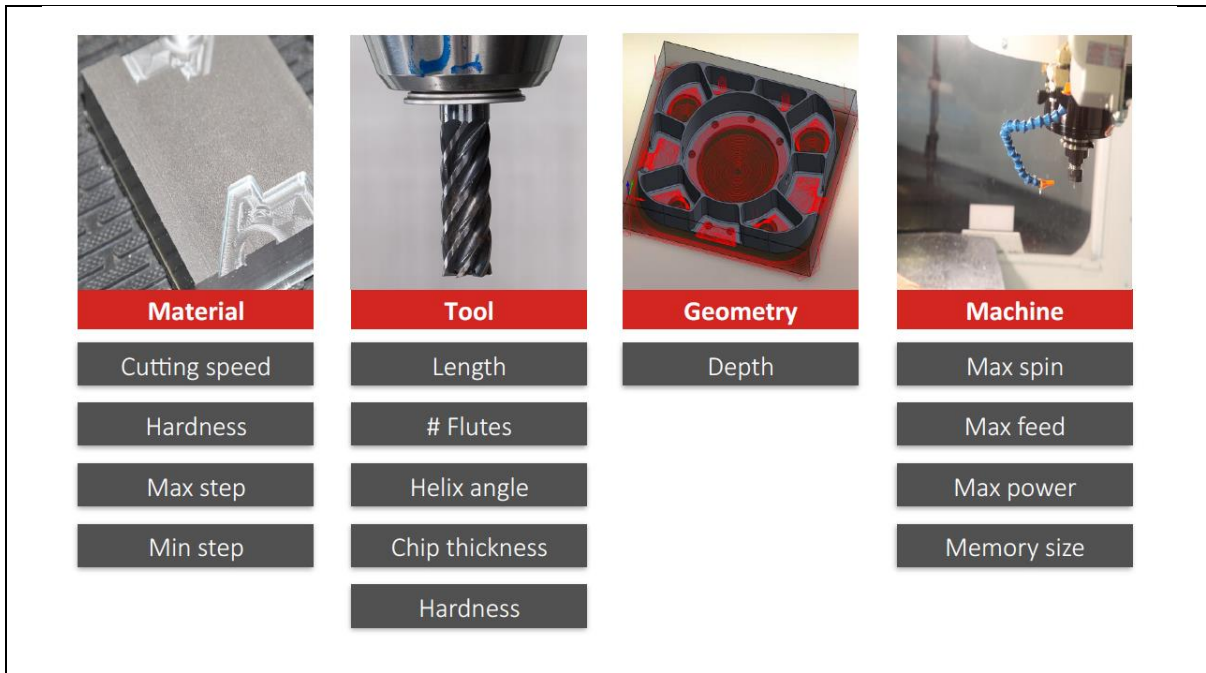 Material
Cutting speed
Hardness
Max step
Min step
Tool
Length
# Flutes
Helix angle
Chip thickness
Hardness
Geometry
Depth
Machine
Max spin
Max feed
Max power
Memory size